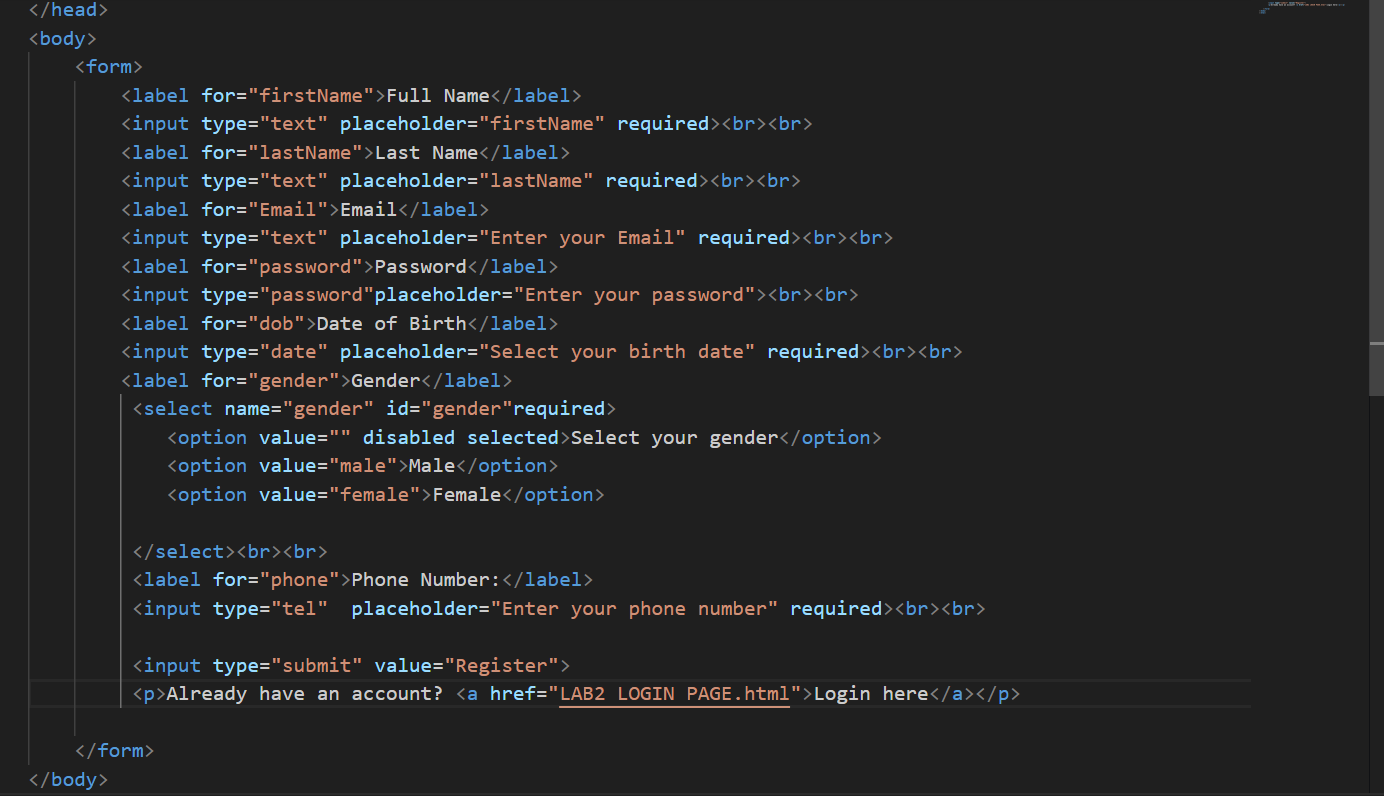 </head>
<body>
<form>
<label for="firstName">Full Name</label>
<input type="text" placeholder="firstName" required><br><br>
<label for="lastName">Last Name</label>
<input type="text" placeholder="lastName" required><br><br>
<label for="Email">Email</label>
<input type="text" placeholder="Enter your Email" required><br><br>
<label for="password">Password</label>
<input type="password"placeholder="Enter your password"><br><br>
<label for="dob">Date of Birth</label>
<input type="date" placeholder="Select your birth date" required><br><br>
<label for="gender">Gender</label>
<select name="gender" id="gender"required>
<option value="" disabled selected>Select your gender</option>
<option value="male">Male</option>
<option value="female">Female</option>
</select><br><br>
<label for="phone">Phone Number:</label>
<input type="tel"  placeholder="Enter your phone number" required><br><br>
<input type="submit" value="Register">
<p>Already have an account? <a href="LAB2 LOGIN PAGE.html">Login here</a></p>
</form>
</body>